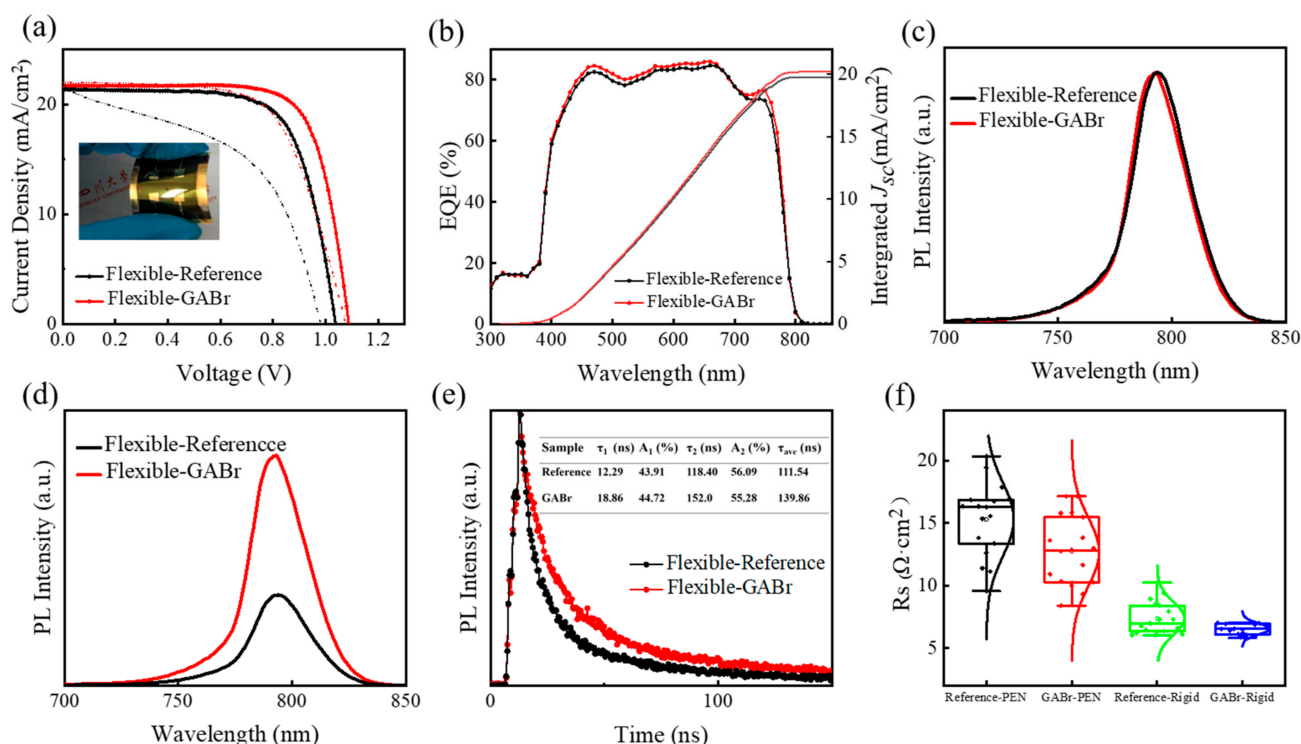 (a)
Current Density (mA/cm²)
20
10
0
0.0 0.2 0.4 0.6 0.8 1.0 1.2
Voltage (V)
Flexible-Reference
Flexible-GABr
大学
(b)
EQE (%)
80
60
40
20
0
300 400 500 600 700 800
Wavelength (nm)
20
15
10
5
0
Intergrated JSC(mA/cm²)
Flexible-Reference
Flexible-GABr
(c)
PL Intensity (a.u.)
Flexible-Reference
Flexible-GABr
700 750 800 850
Wavelength (nm)
(d)
PL Intensity (a.u.)
Flexible-Referencce
Flexible-GABr
700 750 800 850
Wavelength (nm)
(e)
PL Intensity (a.u.)
Sample τ1 (ns) A1 (%) τ2 (ns) A2 (%) τave (ns)
Reference 12.29 43.91 118.40 56.09 111.54
GABr 18.86 44.72 152.0 55.28 139.86
Flexible-Reference
Flexible-GABr
0 100
Time (ns)
(f)
Rs (Ω·cm²)
20
15
10
5
Reference-PEN GABr-PEN Reference-Rigid GABr-Rigid